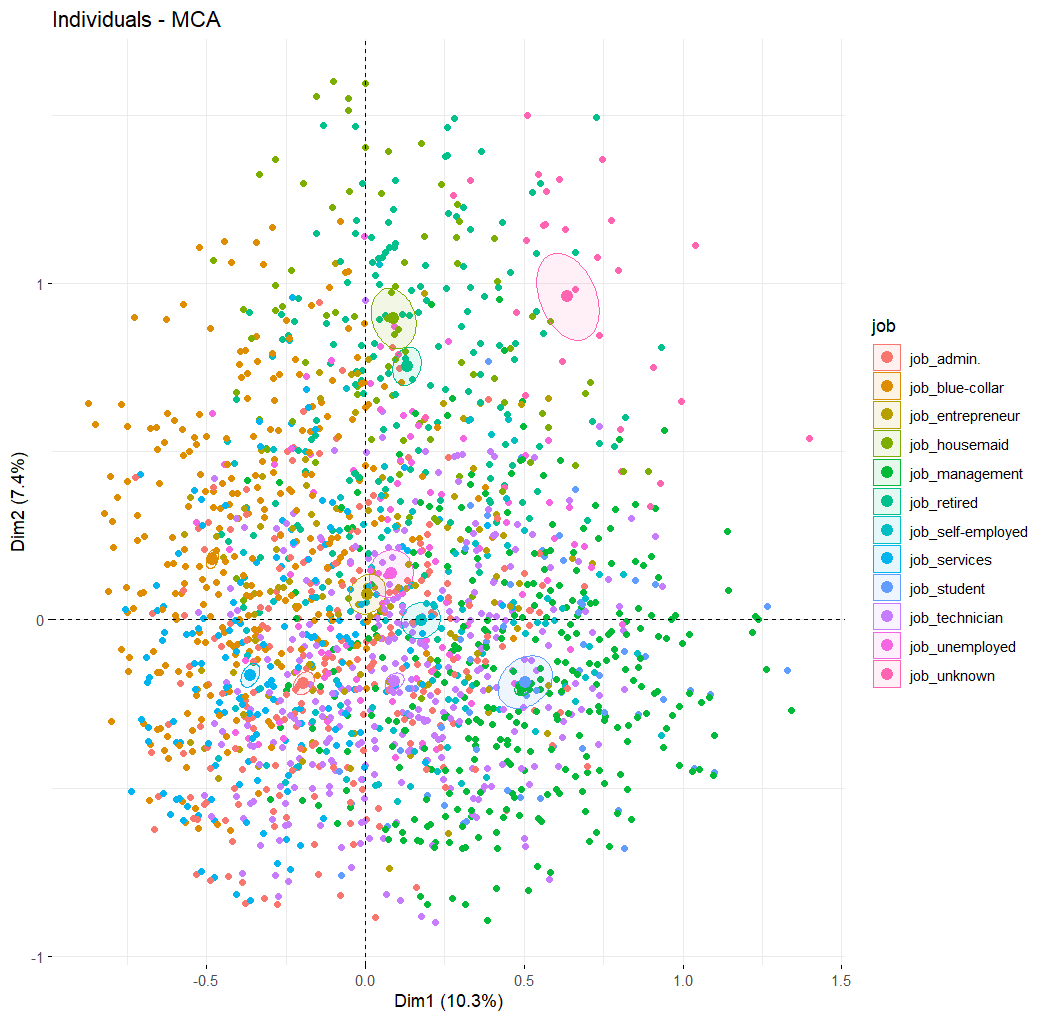 Individuals - MCA
1
0
-1
Dim2 (7.4%)
-0.5
0.0
0.5
1.0
1.5
Dim1 (10.3%)
job
job_admin.
job_blue-collar
job_entrepreneur
job_housemaid
job_management
job_retired
job_self-employed
job_services
job_student
job_technician
job_unemployed
job_unknown